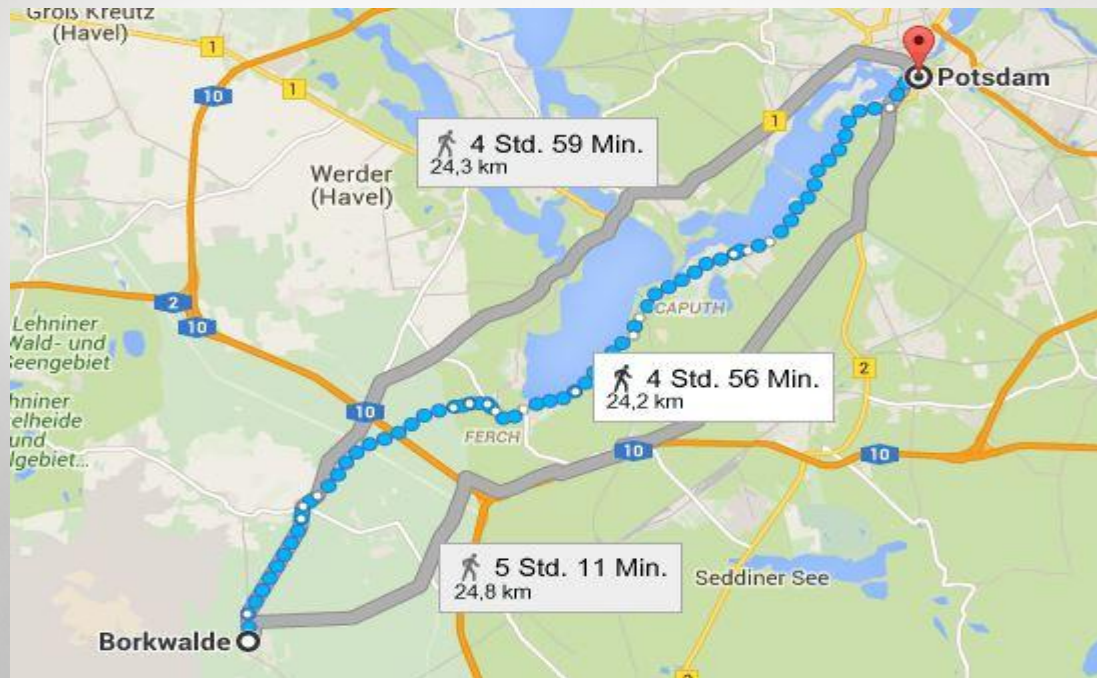 Groß Kreutz
(Havel)
1
10
1
Potsdam
1
4 Std. 59 Min.
24,3 km
Werder
(Havel)
2
10
Lehniner
Wald- und
Seengebiet
CAPUTH
4 Std. 56 Min.
24,2 km
2
10
FERCH
10
10
5 Std. 11 Min.
24,8 km
Seddiner See
Borkwalde
2